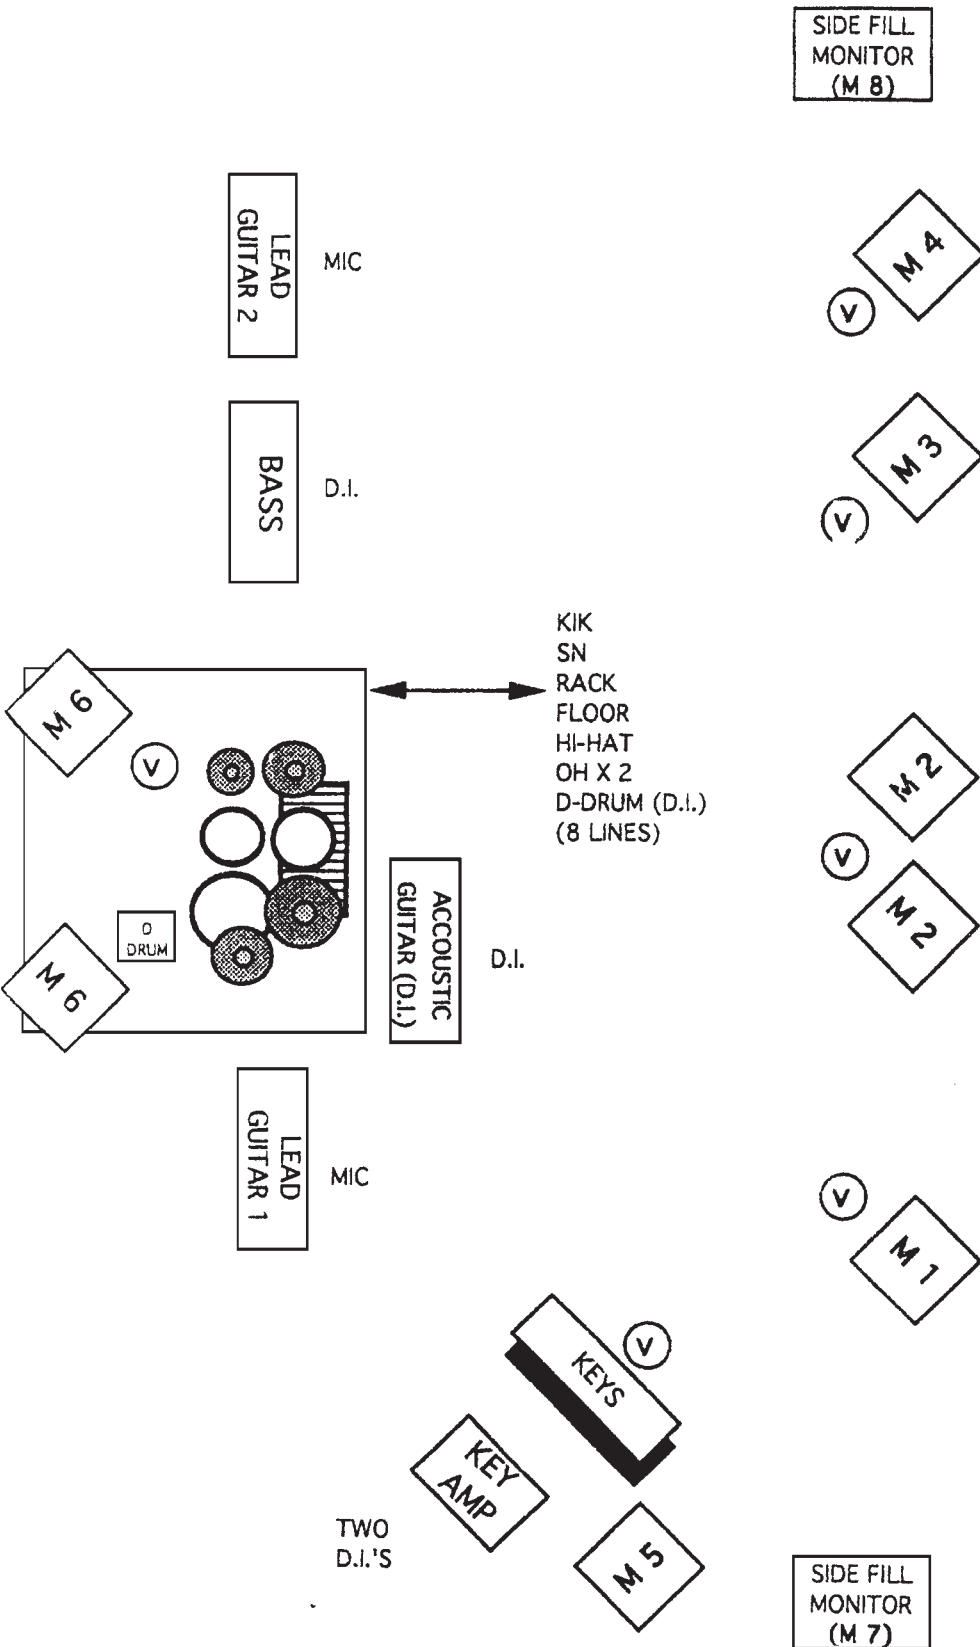 SIDE FILL
MONITOR
(M 8)
M 4
V
LEAD
GUITAR 2
MIC
M 3
V
BASS
D.I.
KIK
SN
RACK
FLOOR
HI-HAT
OH X 2
D-DRUM (D.I.)
(8 LINES)
M 6
V
M 2
V
M 2
D
DRUM
M 6
ACCOUSTIC
GUITAR (D.I.)
D.I.
LEAD
GUITAR 1
MIC
V
M 1
V
KEYS
KEY
AMP
TWO
D.I.'S
M 5
SIDE FILL
MONITOR
(M 7)